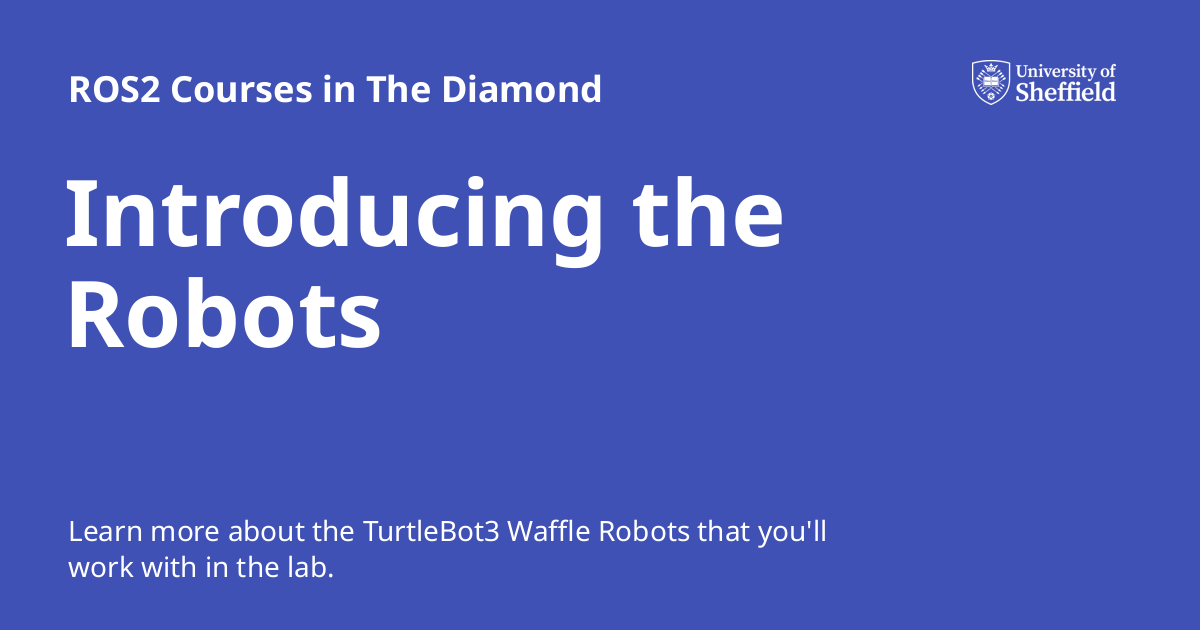 ROS2 Courses in The Diamond
University of
Sheffield
Introducing the
Robots
Learn more about the TurtleBot3 Waffle Robots that you'll
work with in the lab.